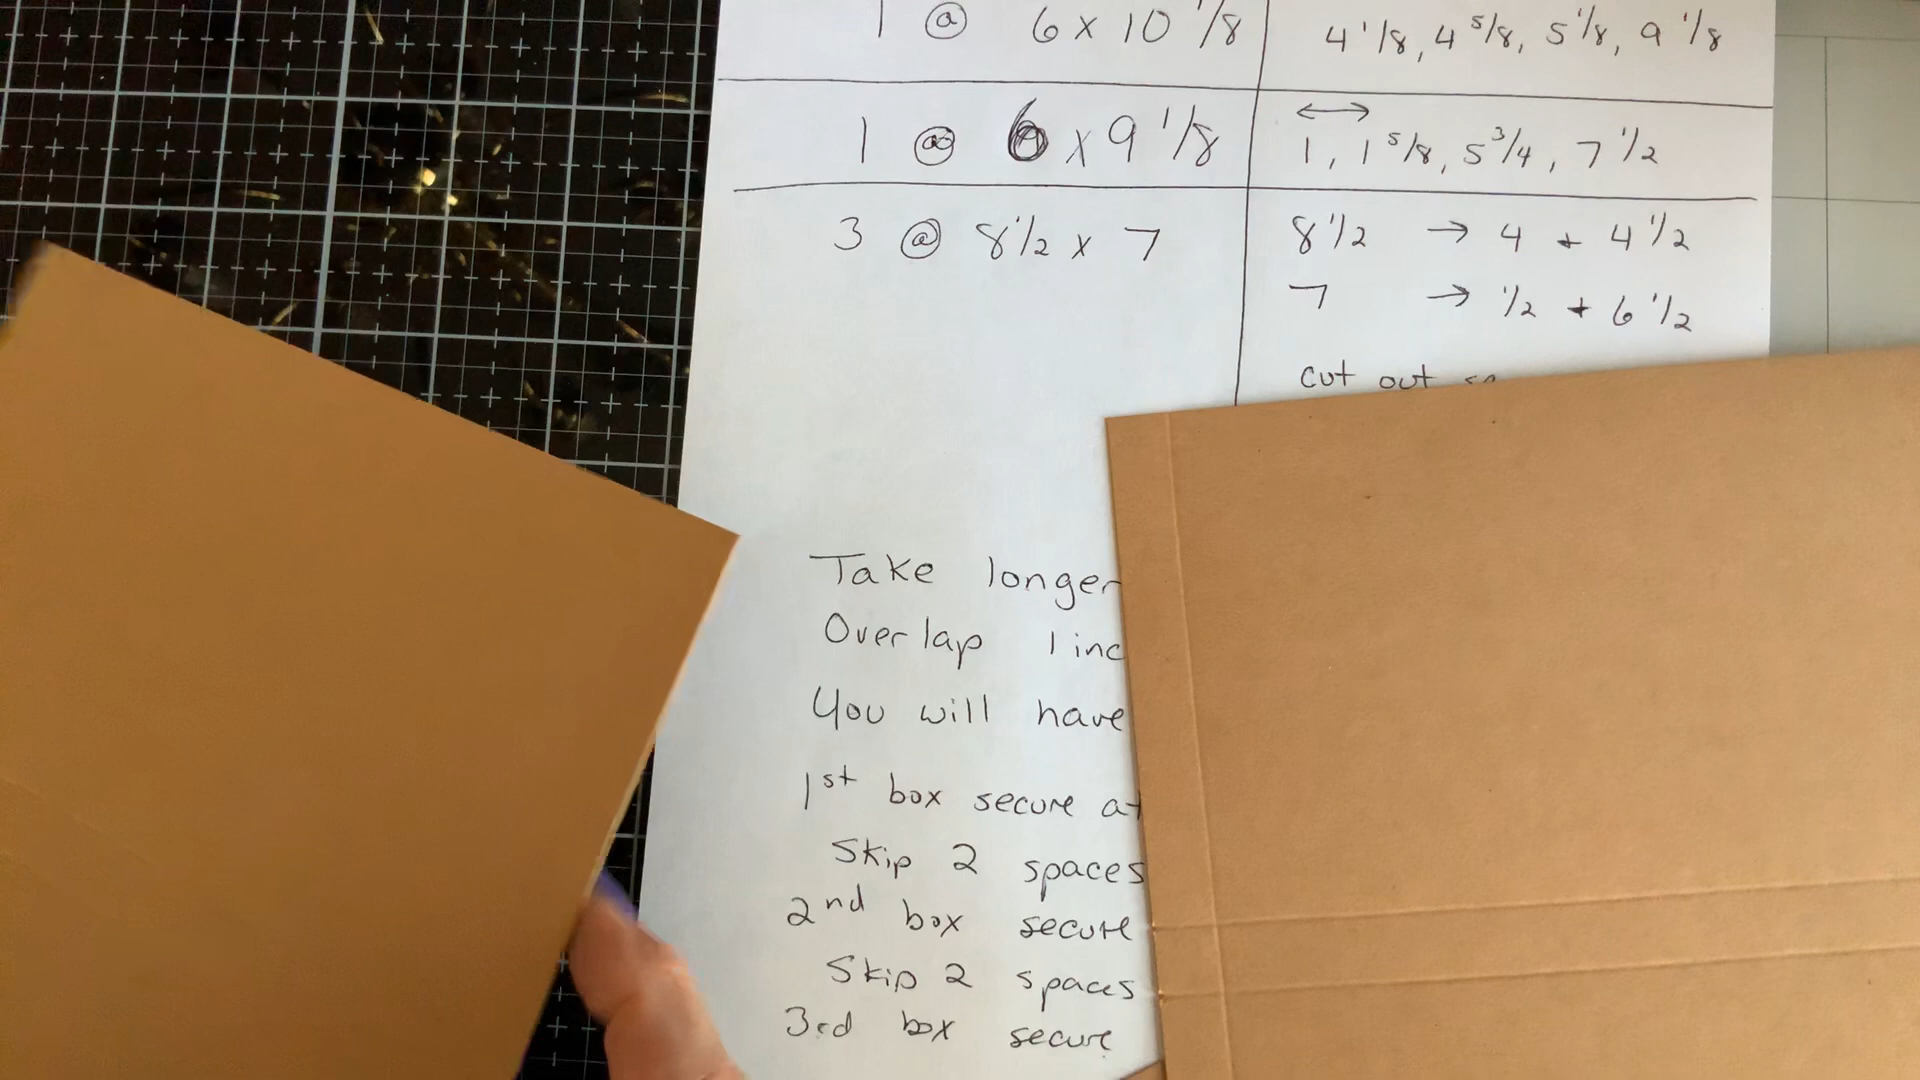 1 @ 6 x 10 1/8 4 1/8, 4 5/8, 5 1/8, 9 1/8
1 @ 6 x 9 1/8 1, 1 5/8, 5 3/4, 7 1/2
3 @ 8 1/2 x 7 8 1/2 → 4 + 4 1/2
7 → 1/2 + 6 1/2
cut out
Take longer
Overlap 1 inc
You will have
1st box secure at
Skip 2 spaces
2nd box secure
Skip 2 spaces
3rd box secure